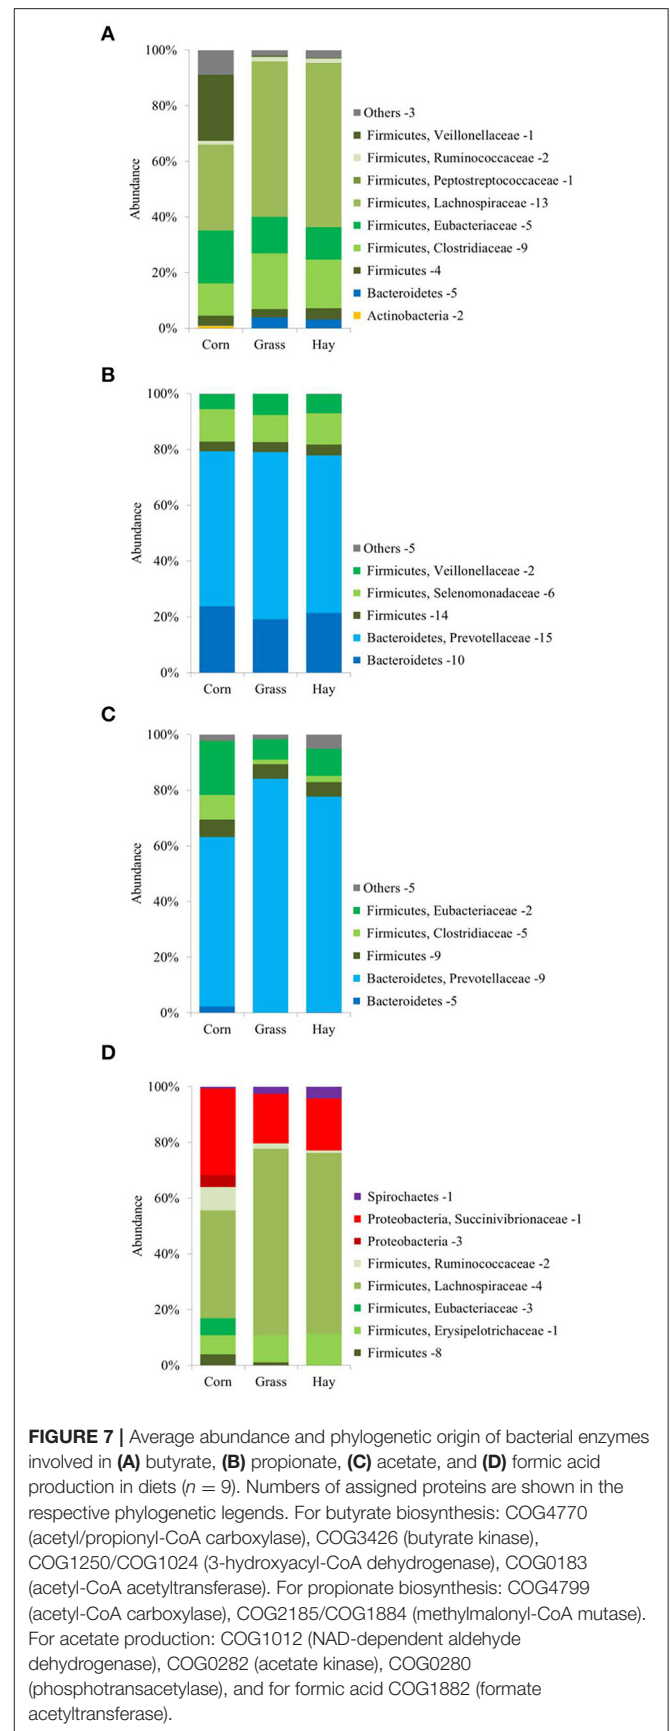 A
100%
80%
60%
40%
20%
0%
Abundance
Corn
Grass
Hay
Others -3
Firmicutes, Veillonellaceae -1
Firmicutes, Ruminococcaceae -2
Firmicutes, Peptostreptococcaceae -1
Firmicutes, Lachnospiraceae -13
Firmicutes, Eubacteriaceae -5
Firmicutes, Clostridiaceae -9
Firmicutes -4
Bacteroidetes -5
Actinobacteria -2
B
100%
80%
60%
40%
20%
0%
Abundance
Corn
Grass
Hay
Others -5
Firmicutes, Veillonellaceae -2
Firmicutes, Selenomonadaceae -6
Firmicutes -14
Bacteroidetes, Prevotellaceae -15
Bacteroidetes -10
C
100%
80%
60%
40%
20%
0%
Abundance
Corn
Grass
Hay
Others -5
Firmicutes, Eubacteriaceae -2
Firmicutes, Clostridiaceae -5
Firmicutes -9
Bacteroidetes, Prevotellaceae -9
Bacteroidetes -5
D
100%
80%
60%
40%
20%
0%
Abundance
Corn
Grass
Hay
Spirochaetes -1
Proteobacteria, Succinivibrionaceae -1
Proteobacteria -3
Firmicutes, Ruminococcaceae -2
Firmicutes, Lachnospiraceae -4
Firmicutes, Eubacteriaceae -3
Firmicutes, Erysipelotrichaceae -1
Firmicutes -8
FIGURE 7 | Average abundance and phylogenetic origin of bacterial enzymes
involved in (A) butyrate, (B) propionate, (C) acetate, and (D) formic acid
production in diets (n = 9). Numbers of assigned proteins are shown in the
respective phylogenetic legends. For butyrate biosynthesis: COG4770
(acetyl/propionyl-CoA carboxylase), COG3426 (butyrate kinase),
COG1250/COG1024 (3-hydroxyacyl-CoA dehydrogenase), COG0183
(acetyl-CoA acetyltransferase). For propionate biosynthesis: COG4799
(acetyl-CoA carboxylase), COG2185/COG1884 (methylmalonyl-CoA mutase).
For acetate production: COG1012 (NAD-dependent aldehyde
dehydrogenase), COG0282 (acetate kinase), COG0280
(phosphotransacetylase), and for formic acid COG1882 (formate
acetyltransferase).